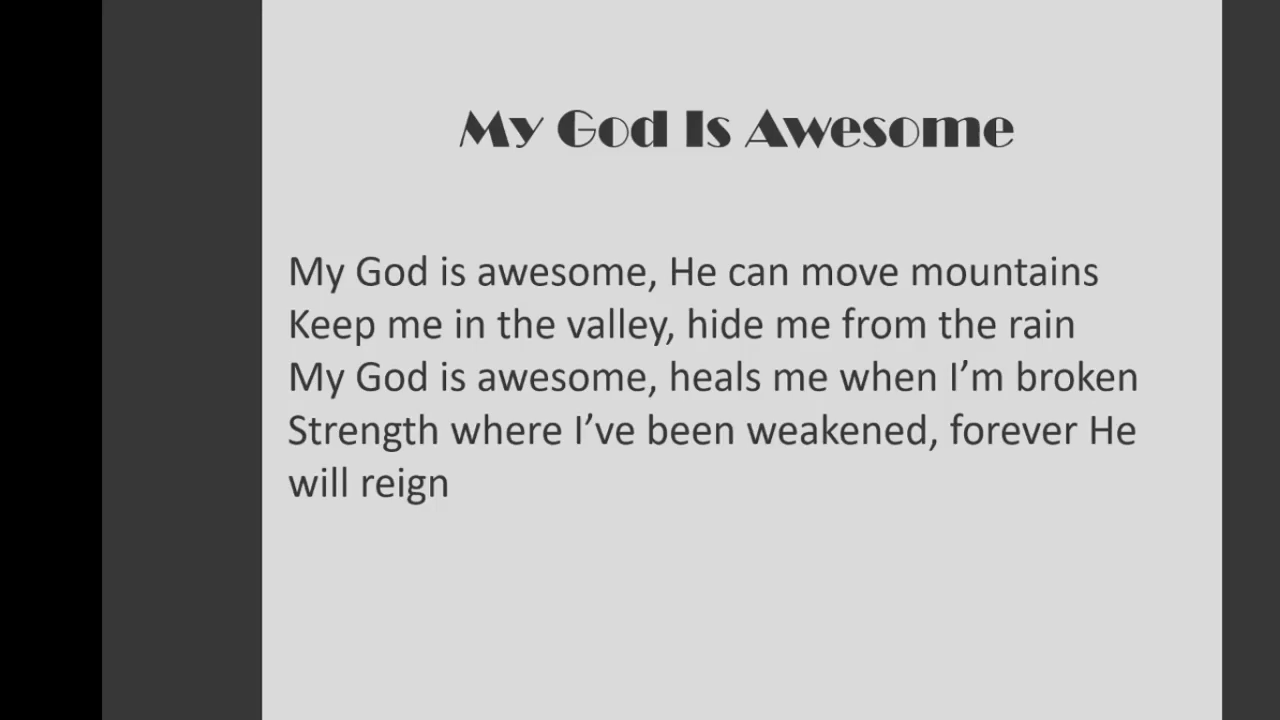 My God Is Awesome
My God is awesome, He can move mountains
Keep me in the valley, hide me from the rain
My God is awesome, heals me when I’m broken
Strength where I’ve been weakened, forever He
will reign